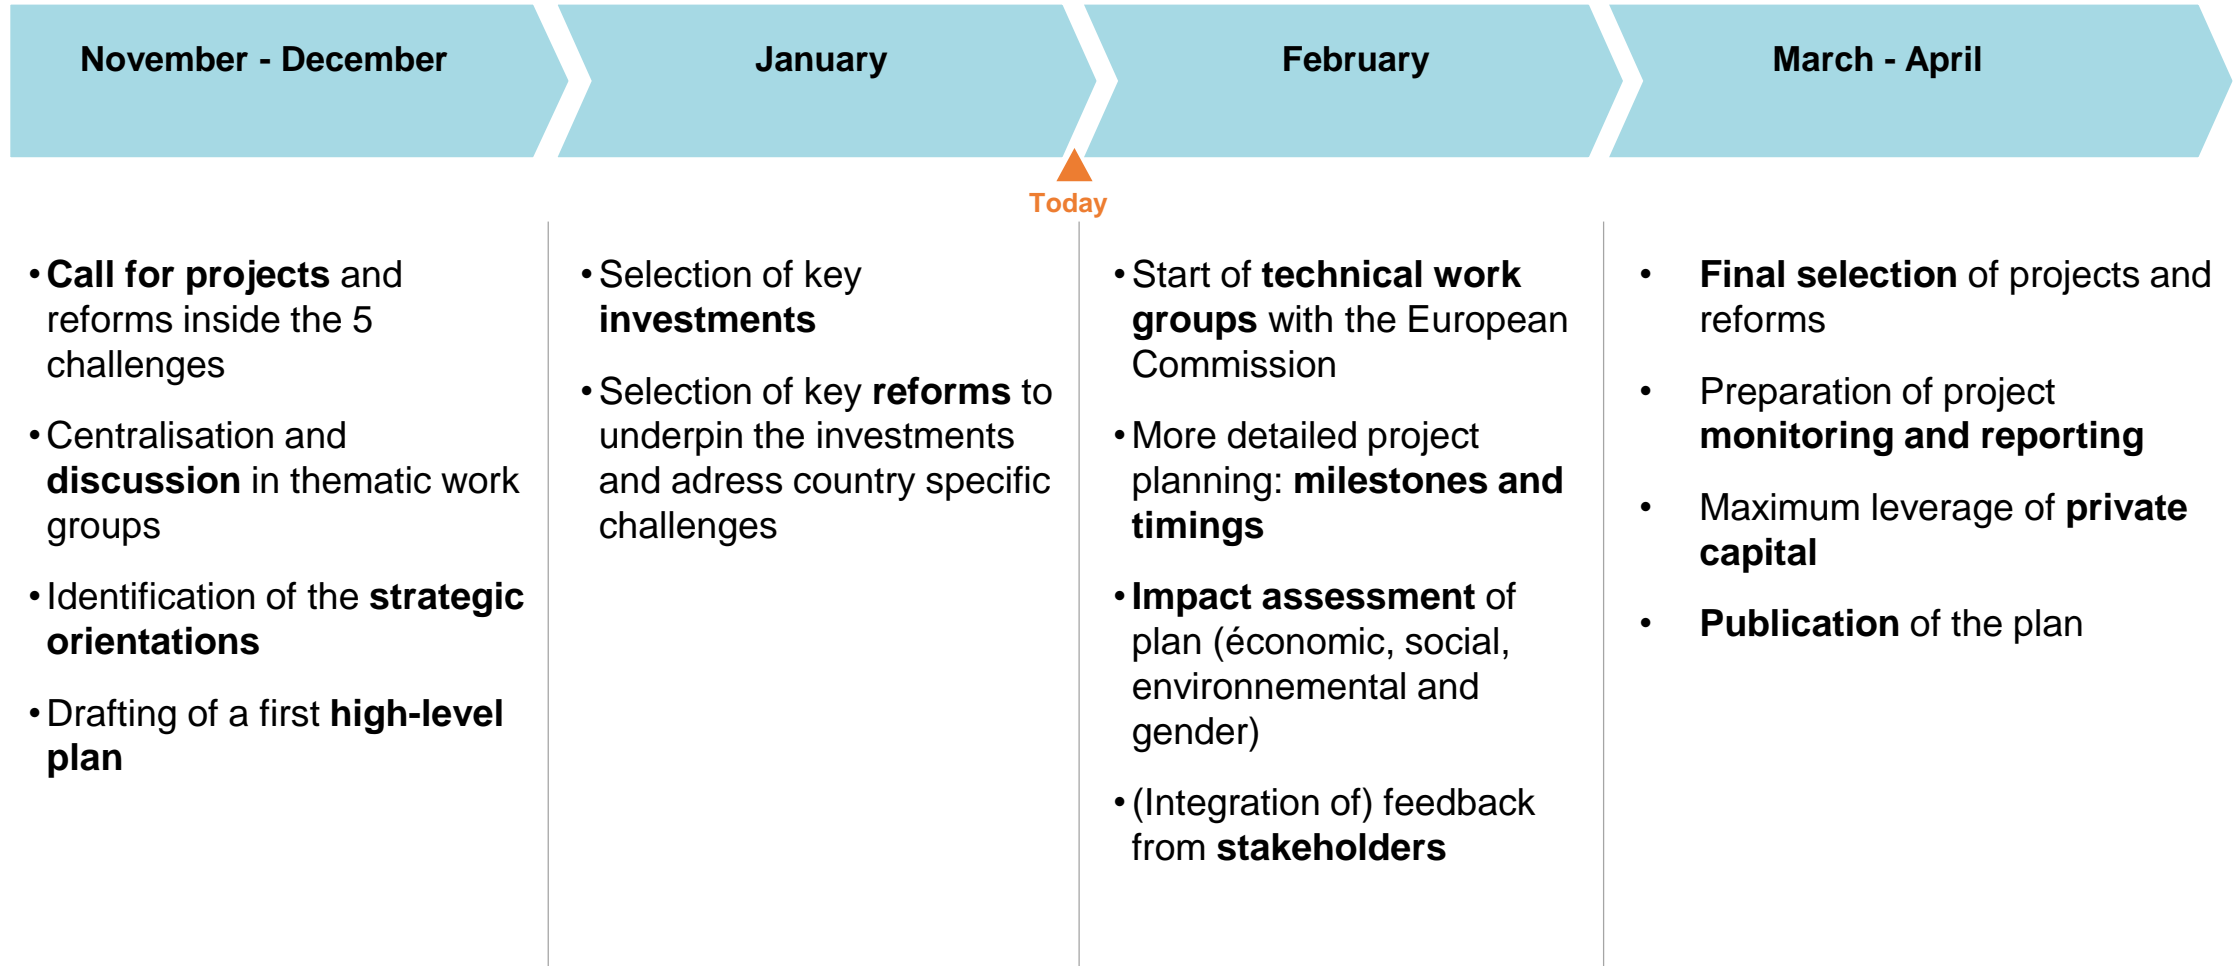 November - December
January
February
March - April
Today
• Call for projects and
reforms inside the 5
challenges
• Centralisation and
discussion in thematic work
groups
• Identification of the strategic
orientations
• Drafting of a first high-level
plan
• Selection of key
investments
• Selection of key reforms to
underpin the investments
and adress country specific
challenges
• Start of technical work
groups with the European
Commission
• More detailed project
planning: milestones and
timings
• Impact assessment of
plan (économic, social,
environnemental and
gender)
• (Integration of) feedback
from stakeholders
• Final selection of projects and
reforms
• Preparation of project
monitoring and reporting
• Maximum leverage of private
capital
• Publication of the plan